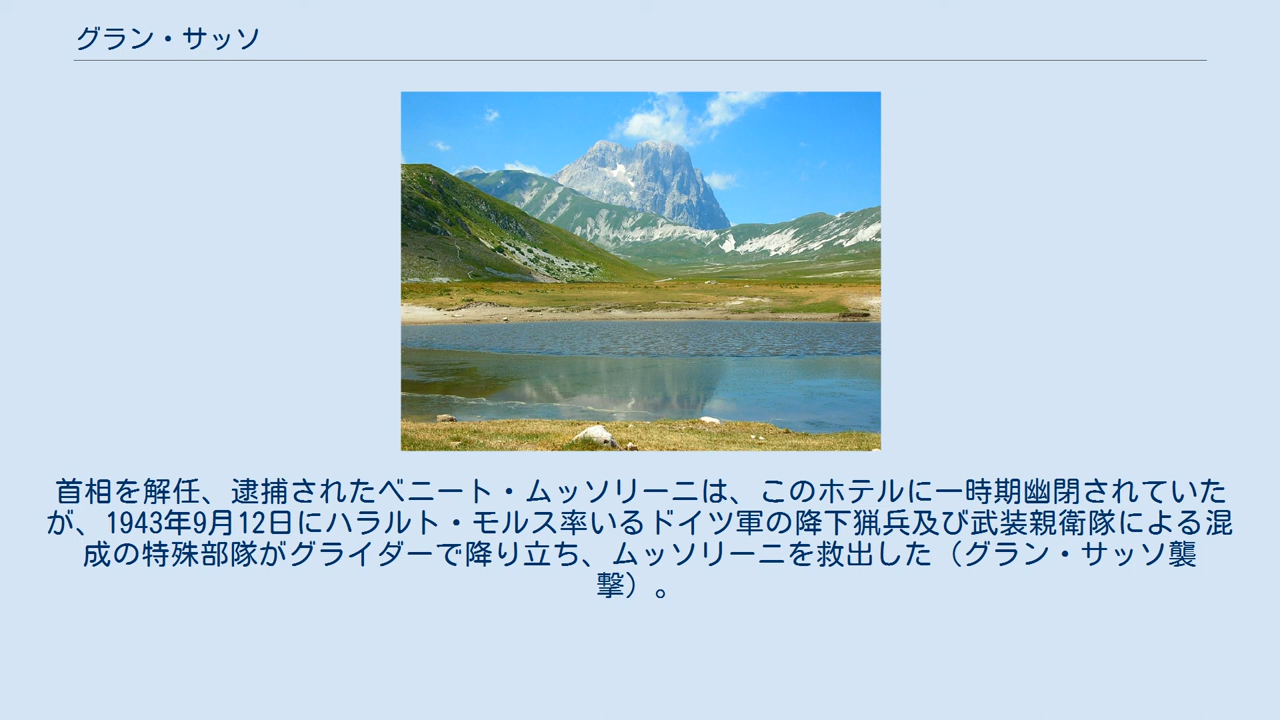 グラン・サッソ
首相を解任、逮捕されたベニート・ムッソリーニは、このホテルに一時期幽閉されていた
が、1943年9月12日にハラルト・モルス率いるドイツ軍の降下猟兵及び武装親衛隊による混
成の特殊部隊がグライダーで降り立ち、ムッソリーニを救出した（グラン・サッソ襲
撃）。